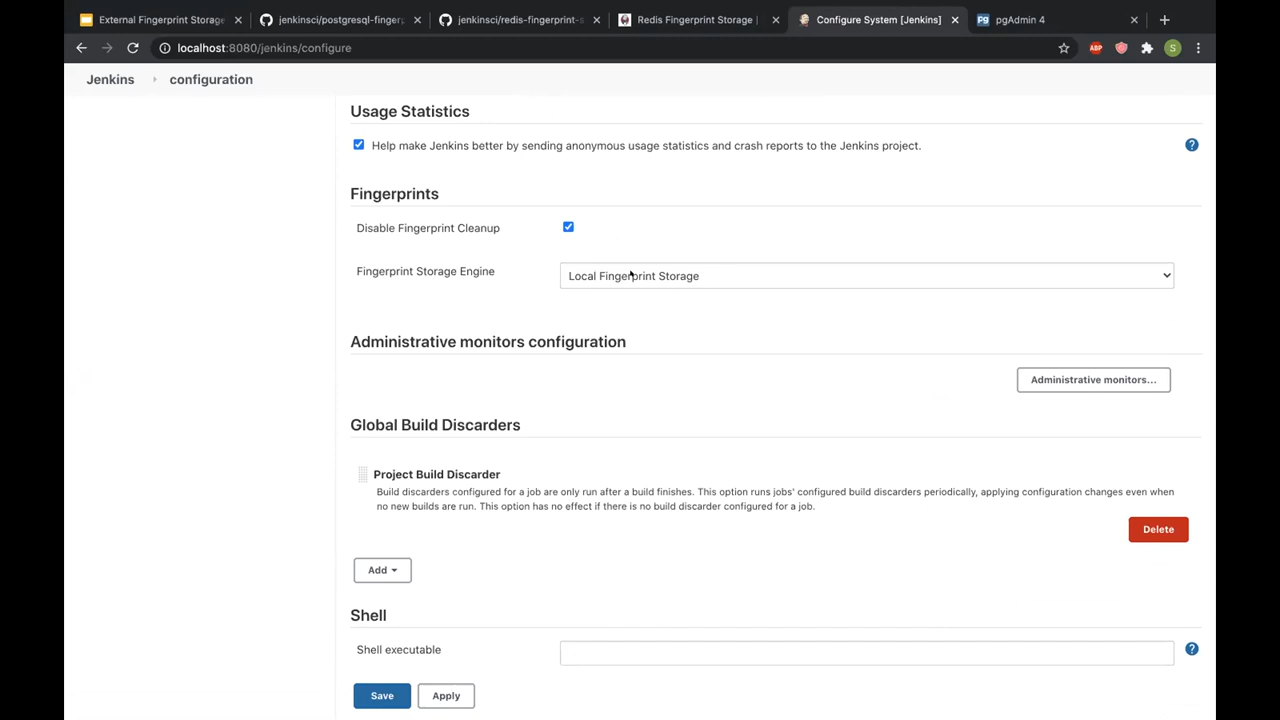 External Fingerprint Storage
jenkinsci/postgresql-finger
jenkinsci/redis-fingerprint-s
Redis Fingerprint Storage |
Configure System [Jenkins]
pgAdmin 4
localhost:8080/jenkins/configure
ABP
S
Jenkins
configuration
Usage Statistics
Help make Jenkins better by sending anonymous usage statistics and crash reports to the Jenkins project.
?
Fingerprints
Disable Fingerprint Cleanup
Fingerprint Storage Engine
Local Fingerprint Storage
Administrative monitors configuration
Administrative monitors...
Global Build Discarders
Project Build Discarder
Build discarders configured for a job are only run after a build finishes. This option runs jobs' configured build discarders periodically, applying configuration changes even when
no new builds are run. This option has no effect if there is no build discarder configured for a job.
Delete
Add
Shell
Shell executable
?
Save
Apply